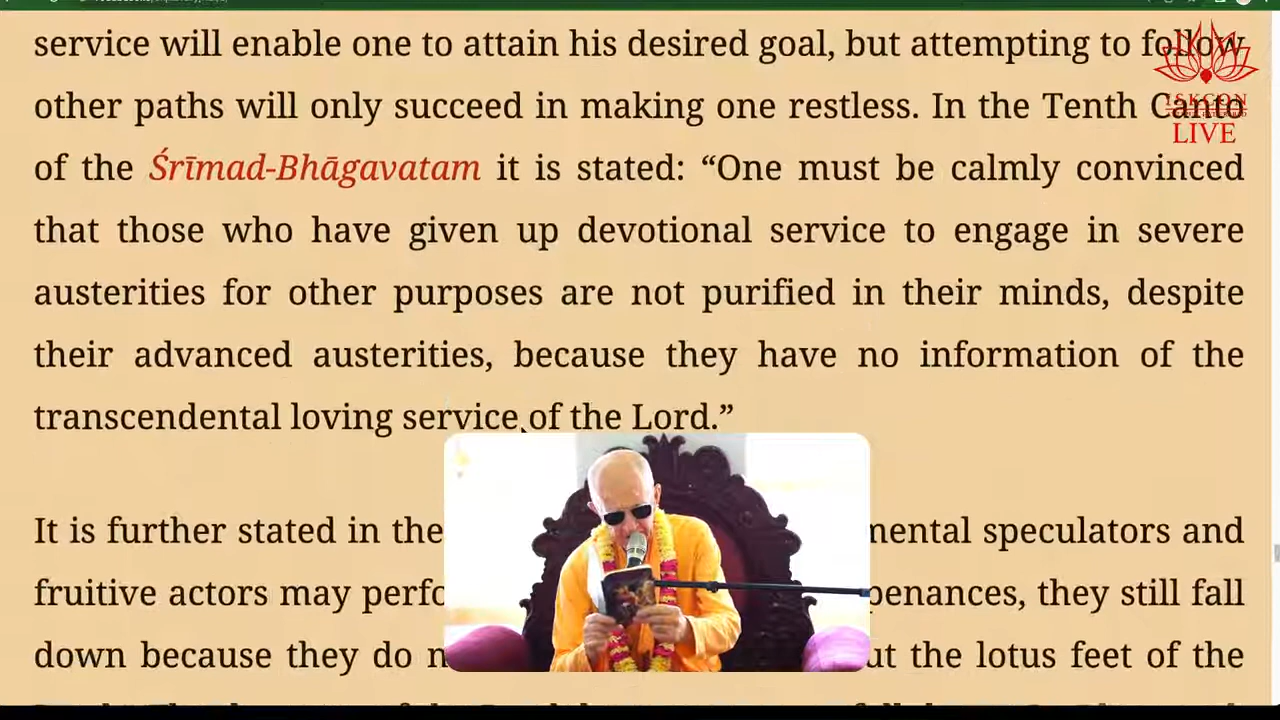 service will enable one to attain his desired goal, but attempting to follow
other paths will only succeed in making one restless. In the Tenth Canto
of the Śrīmad-Bhāgavatam it is stated: “One must be calmly convinced
that those who have given up devotional service to engage in severe
austerities for other purposes are not purified in their minds, despite
their advanced austerities, because they have no information of the
transcendental loving service of the Lord.”
It is further stated in the mental speculators and
fruitive actors may penances, they still fall
down because they do the lotus feet of the
ISKCON
LIVE